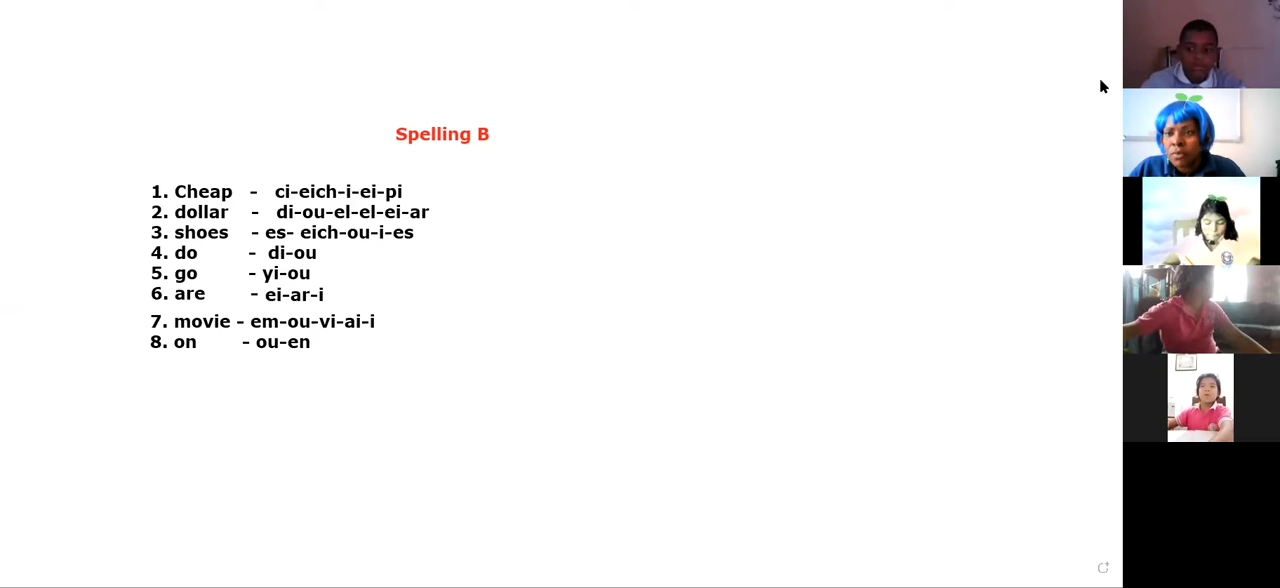 Spelling B
1. Cheap - ci-eich-i-ei-pi
2. dollar - di-ou-el-el-ei-ar
3. shoes - es- eich-ou-i-es
4. do - di-ou
5. go - yi-ou
6. are - ei-ar-i
7. movie - em-ou-vi-ai-i
8. on - ou-en